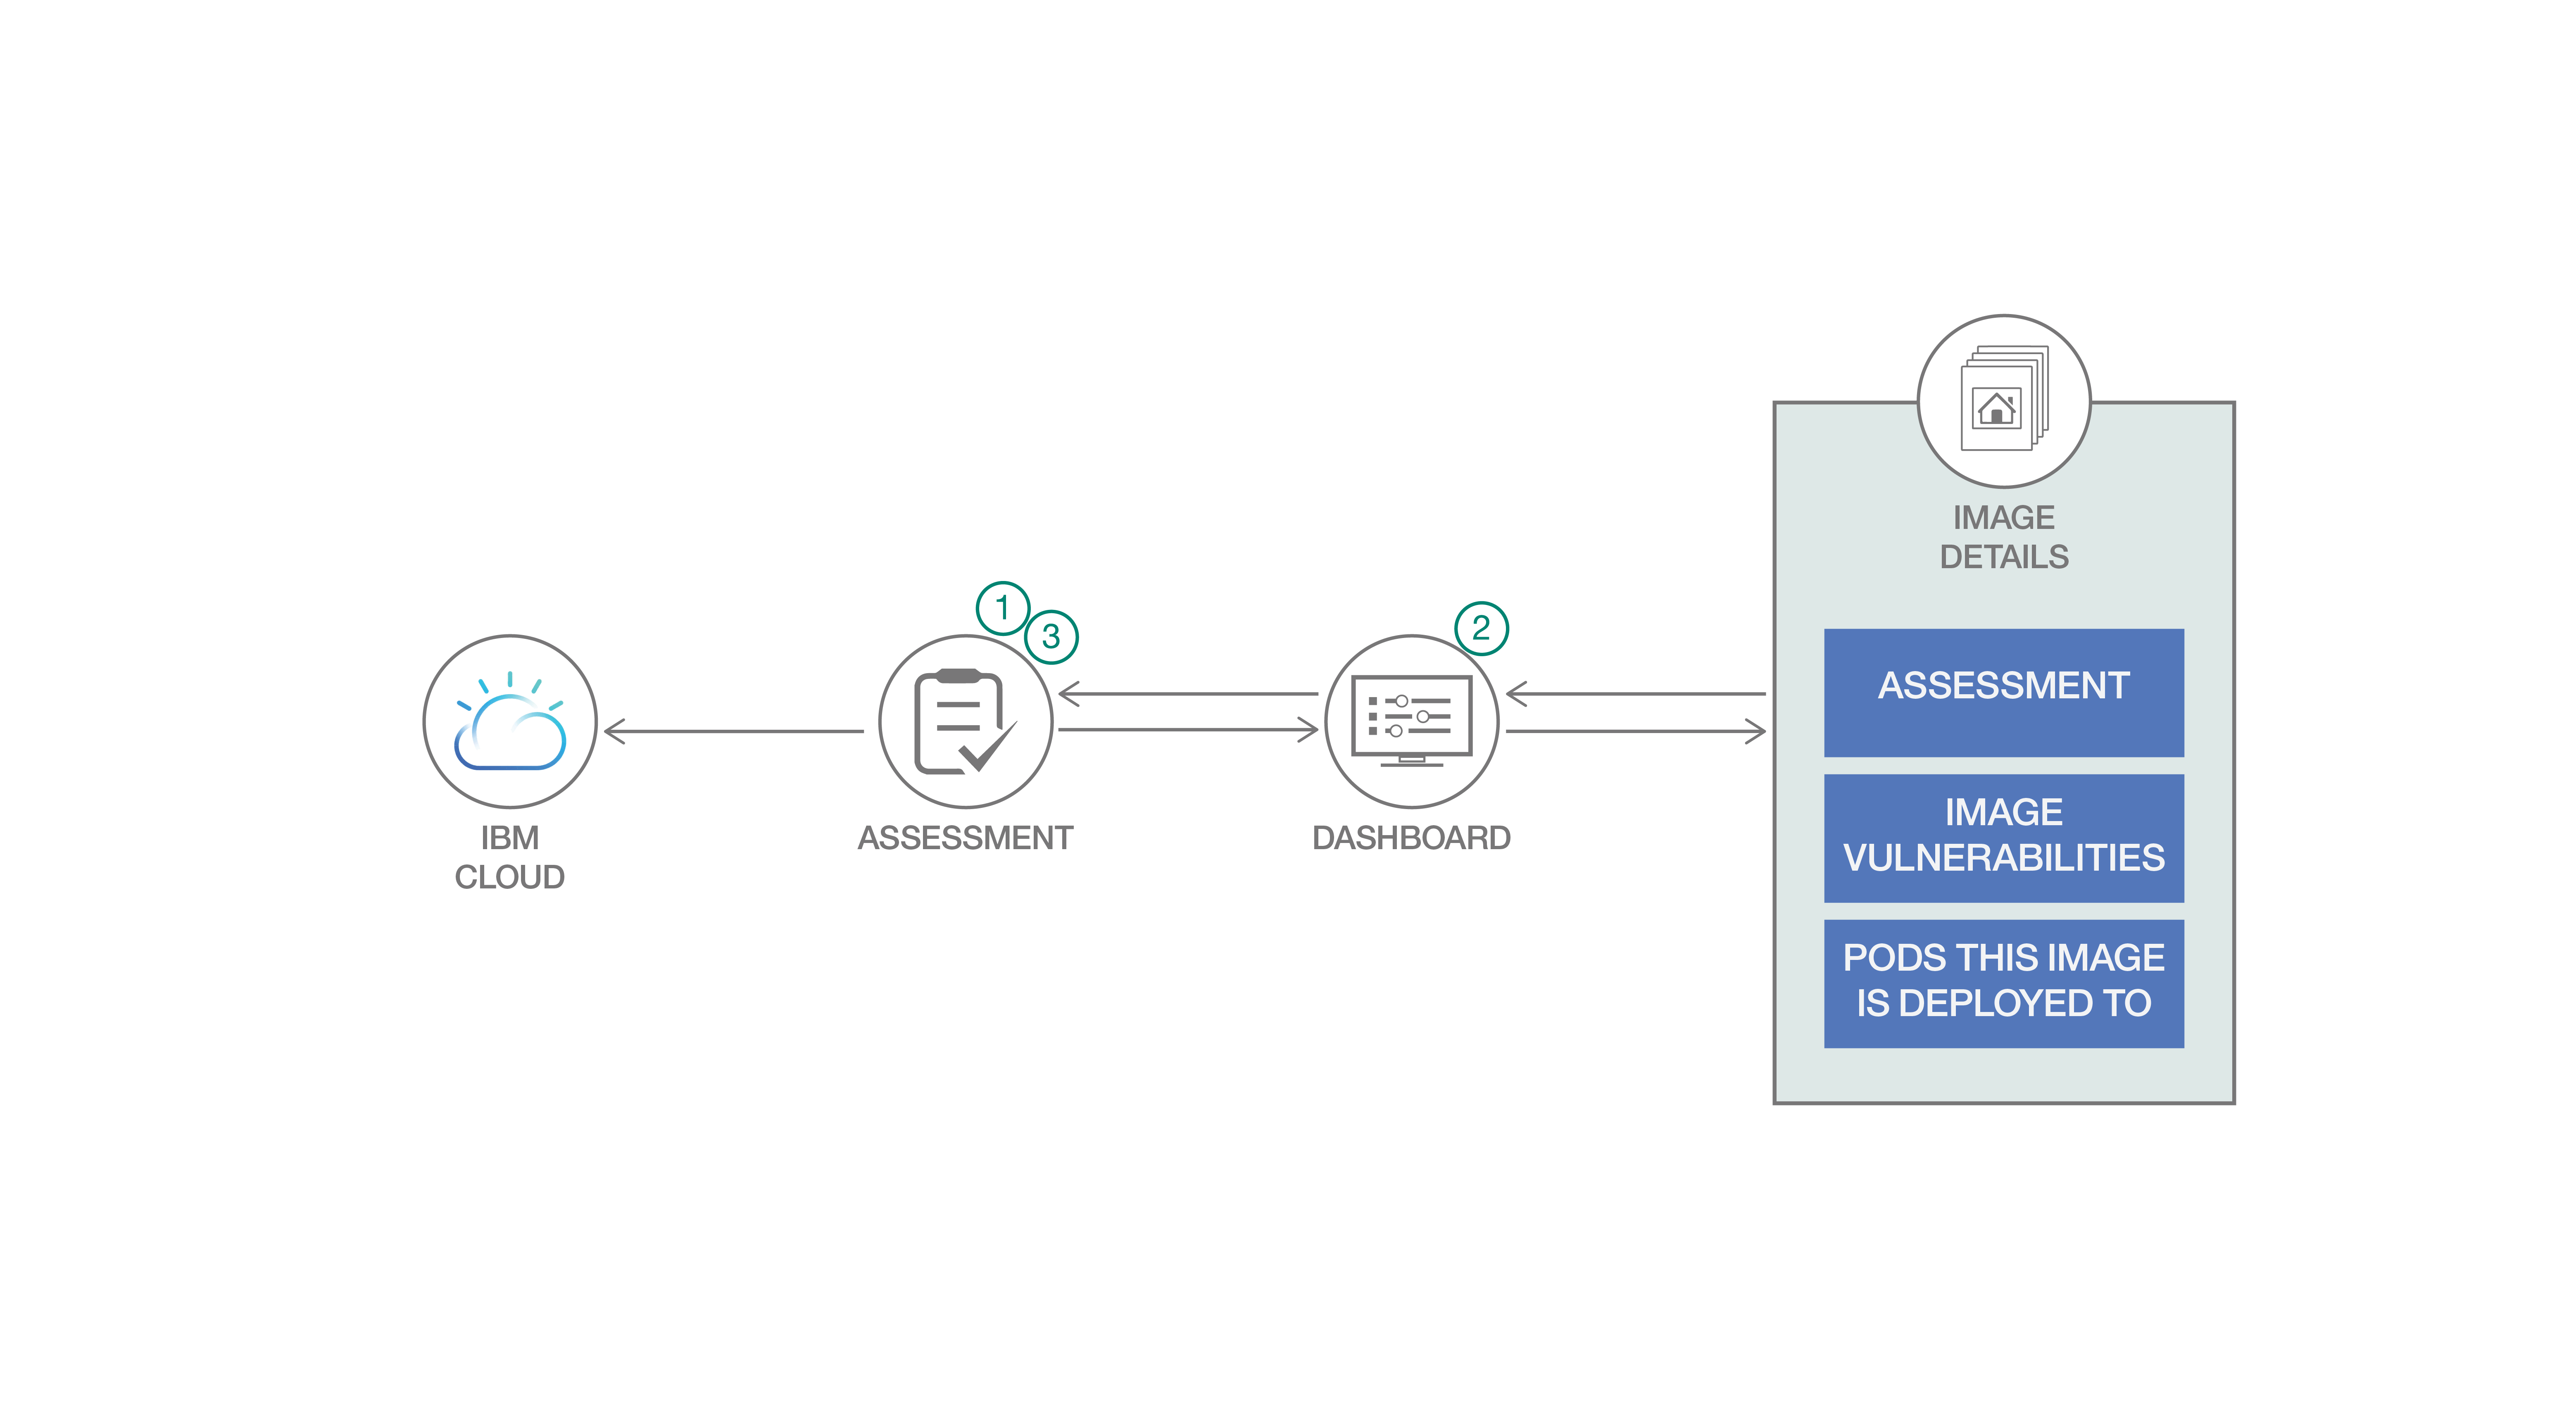 IBM
CLOUD
1
3
ASSESSMENT
2
DASHBOARD
IMAGE
DETAILS
ASSESSMENT
IMAGE
VULNERABILITIES
PODS THIS IMAGE
IS DEPLOYED TO